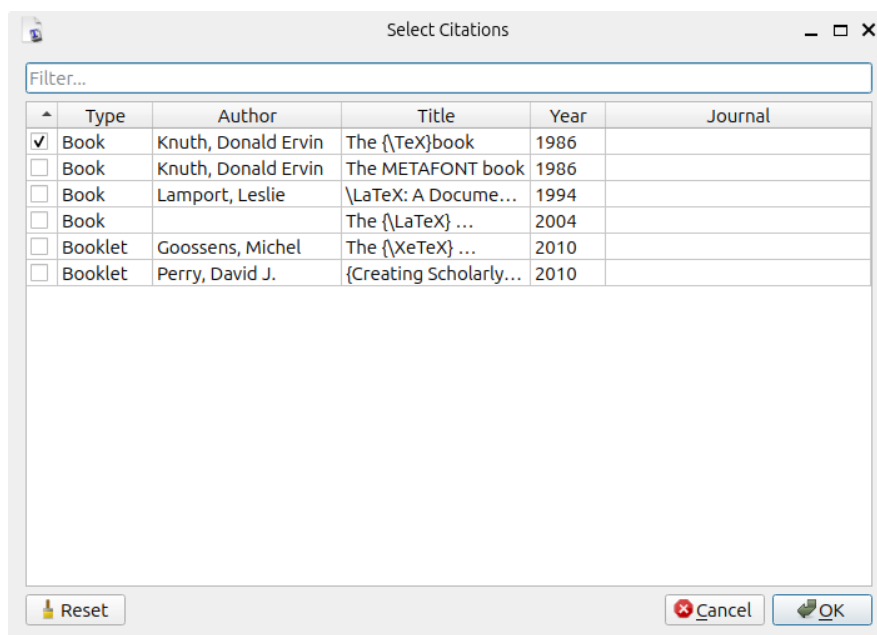 Select Citations
Filter...
Type Author Title Year Journal
Book Knuth, Donald Ervin The {\TeX}book 1986
Book Knuth, Donald Ervin The METAFONT book 1986
Book Lamport, Leslie \LaTeX: A Docume... 1994
Book The {\LaTeX} ... 2004
Booklet Goossens, Michel The {\XeTeX} ... 2010
Booklet Perry, David J. {Creating Scholarly... 2010
Reset Cancel OK